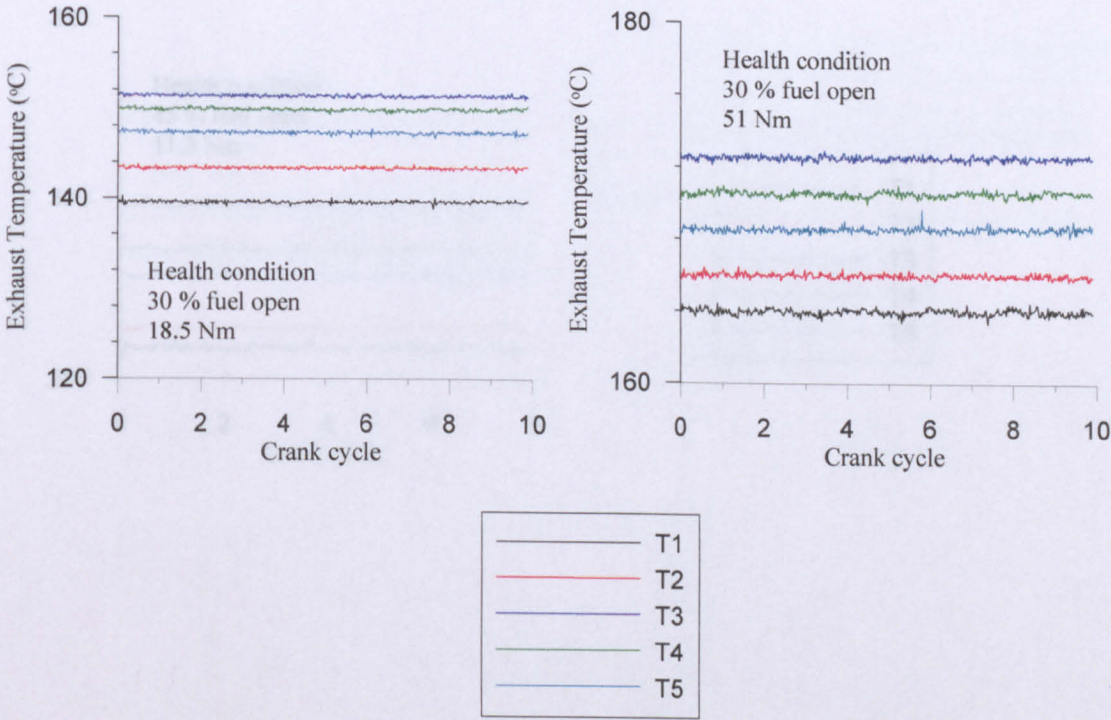 160
140
120
Exhaust Temperature (°C)
Health condition
30 % fuel open
18.5 Nm
0 2 4 6 8 10
Crank cycle
180
160
Exhaust Temperature (°C)
Health condition
30 % fuel open
51 Nm
0 2 4 6 8 10
Crank cycle
T1
T2
T3
T4
T5